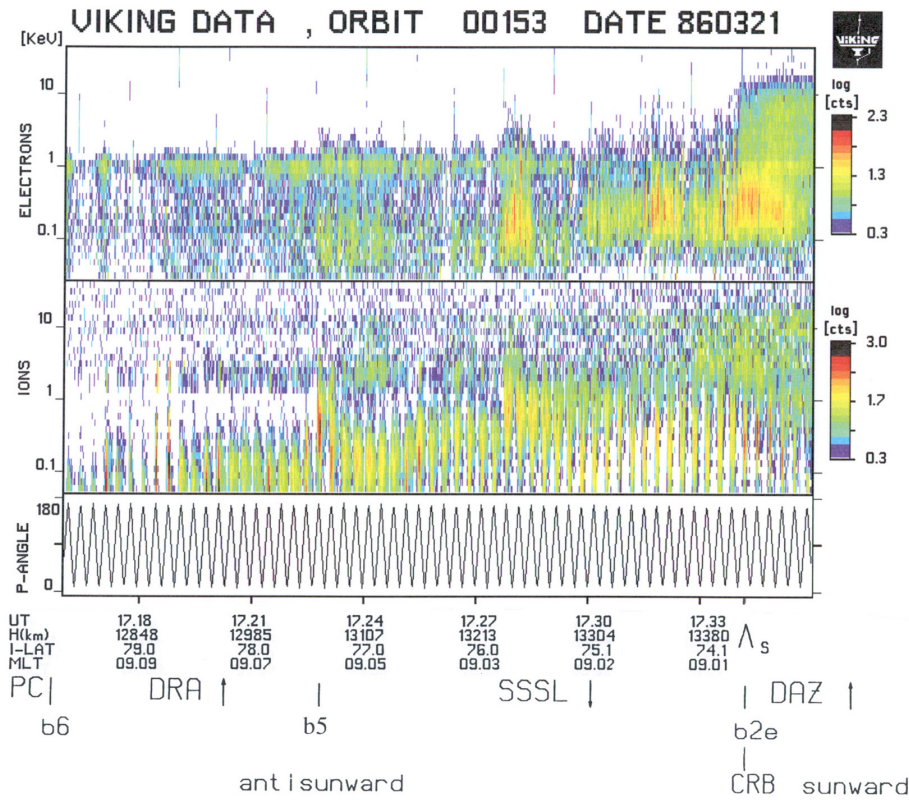 VIKING DATA , ORBIT 00153 DATE 860321
VIKING
[KeV]
10
1
0.1
ELECTRONS
log
[cts]
2.3
1.3
0.3
10
1
0.1
IONS
log
[cts]
3.0
1.7
0.3
180
0
P-ANGLE
UT 17.18 17.21 17.24 17.27 17.30 17.33
H(km) 12848 12985 13107 13213 13304 13380 Λs
I-LAT 79.0 78.0 77.0 76.0 75.1 74.1
MLT 09.09 09.07 09.05 09.03 09.02 09.01
PC DRA ↑ SSSL ↓ DAZ ↑
b6 b5 b2e
antisunward CRB sunward